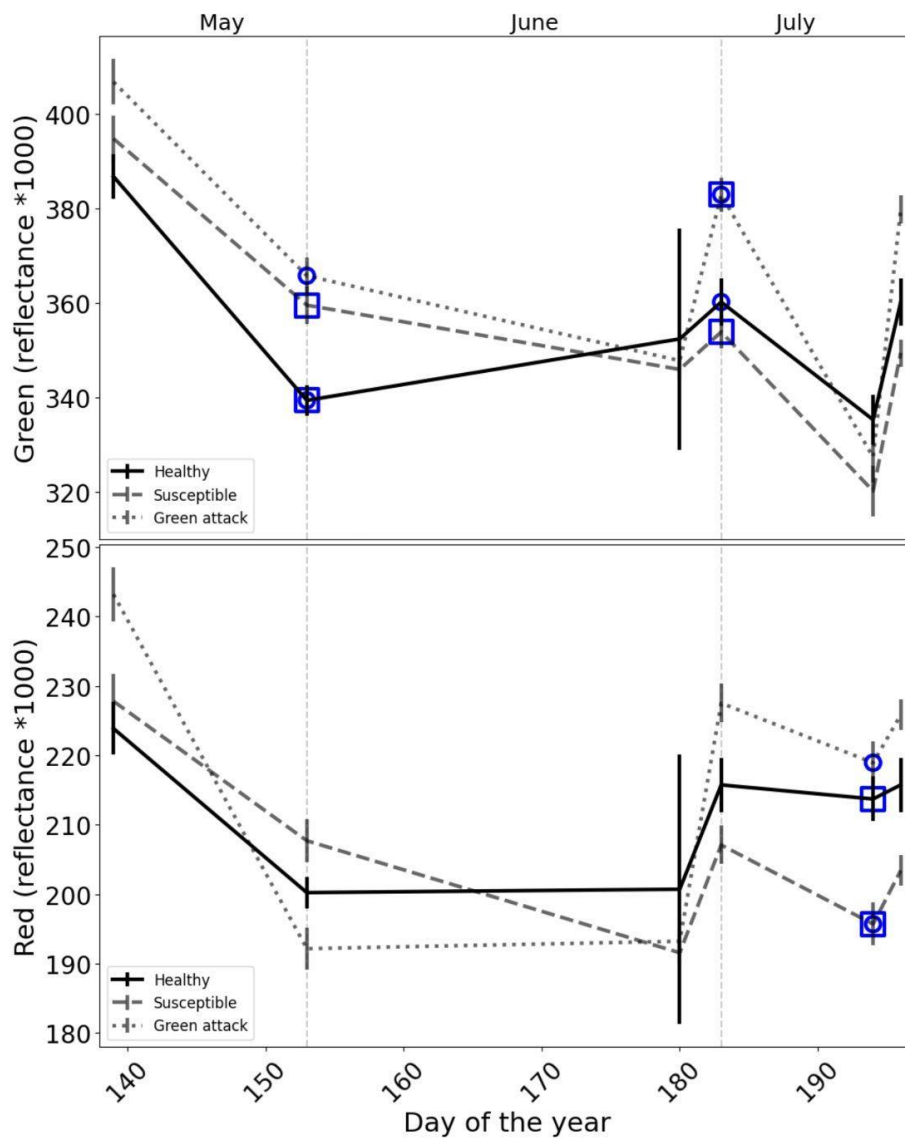 May June July
Green (reflectance *1000)
400
380
360
340
320
Healthy
Susceptible
Green attack
Red (reflectance *1000)
250
240
230
220
210
200
190
180
Healthy
Susceptible
Green attack
140 150 160 170 180 190
Day of the year